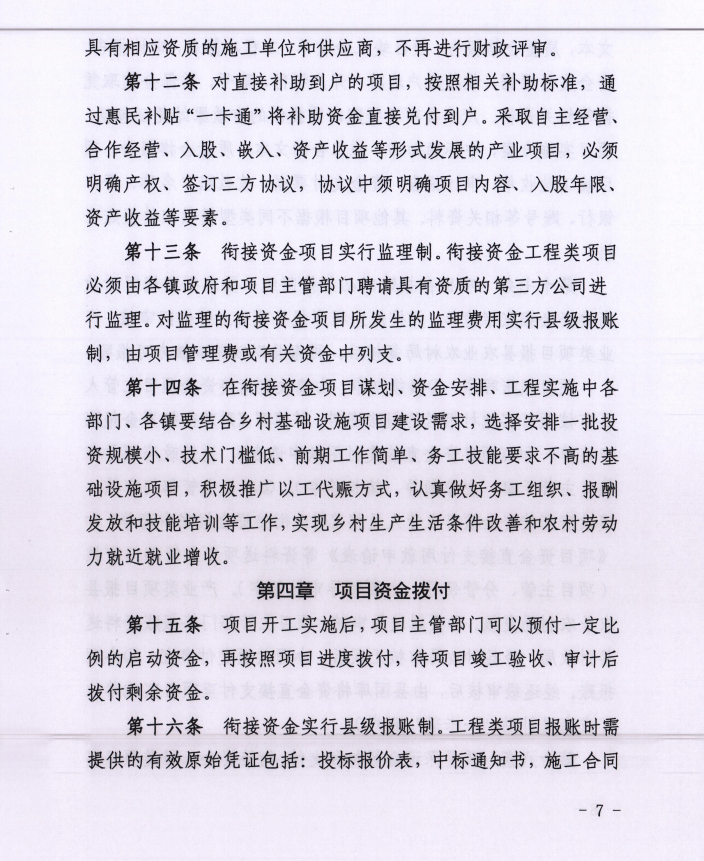 具有相应资质的施工单位和供应商，不再进行财政评审。
第十二条 对直接补助到户的项目，按照相关补助标准，通
过惠民补贴“一卡通”将补助资金直接兑付到户。采取自主经营、
合作经营、入股、嵌入、资产收益等形式发展的产业项目，必须
明确产权、签订三方协议，协议中须明确项目内容、入股年限、
资产收益等要素。
第十三条 衔接资金项目实行监理制。衔接资金工程类项目
必须由各镇政府和项目主管部门聘请具有资质的第三方公司进
行监理。对监理的衔接资金项目所发生的监理费用实行县级报账
制，由项目管理费或有关资金中列支。
第十四条 在衔接资金项目谋划、资金安排、工程实施中各
部门、各镇要结合乡村基础设施项目建设需求，选择安排一批投
资规模小、技术门槛低、前期工作简单、务工技能要求不高的基
础设施项目，积极推广以工代赈方式，认真做好务工组织、报酬
发放和技能培训等工作，实现乡村生产生活条件改善和农村劳动
力就近就业增收。
第四章 项目资金拨付
第十五条 项目开工实施后，项目主管部门可以预付一定比
例的启动资金，再按照项目进度拨付，待项目竣工验收、审计后
拨付剩余资金。
第十六条 衔接资金实行县级报账制。工程类项目报账时需
提供的有效原始凭证包括：投标报价表，中标通知书，施工合同
- 7 -